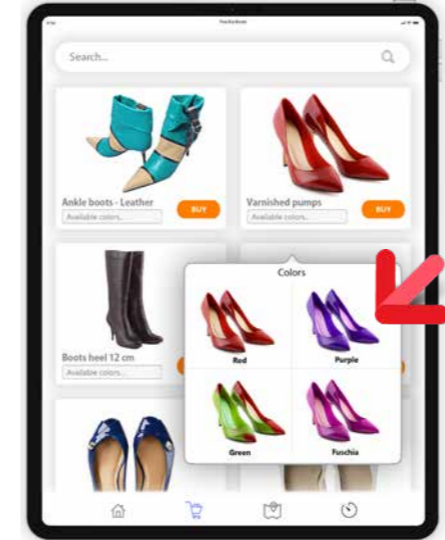 Search...
Ankle boots - Leather
Available colors...
BUY
Varnished pumps
Available colors...
BUY
Colors
Red
Purple
Boots heel 12 cm
Available colors...
Green
Fuschia